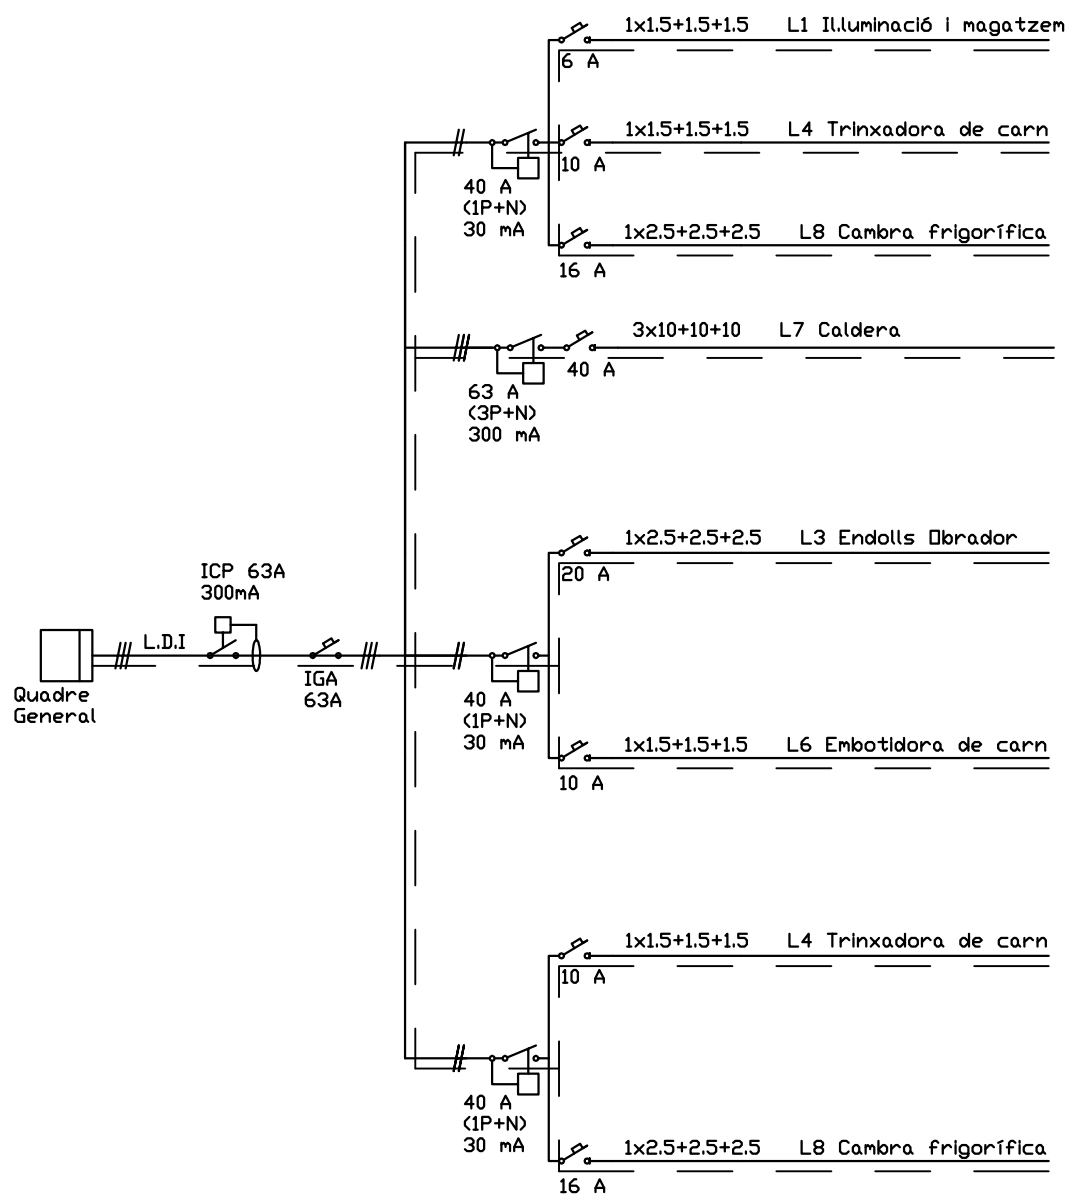 1x1.5+1.5+1.5 L1 Il.luminació i magatzem
6 A
1x1.5+1.5+1.5 L4 Trinxadora de carn
10 A
40 A
(1P+N)
30 mA
1x2.5+2.5+2.5 L8 Cambra frigorífica
16 A
3x10+10+10 L7 Caldera
40 A
63 A
(3P+N)
300 mA
1x2.5+2.5+2.5 L3 Endolls Obrador
20 A
ICP 63A
300mA
L.D.I
Quadre
General
IGA
63A
40 A
(1P+N)
30 mA
1x1.5+1.5+1.5 L6 Embotidora de carn
10 A
1x1.5+1.5+1.5 L4 Trinxadora de carn
10 A
40 A
(1P+N)
30 mA
1x2.5+2.5+2.5 L8 Cambra frigorífica
16 A